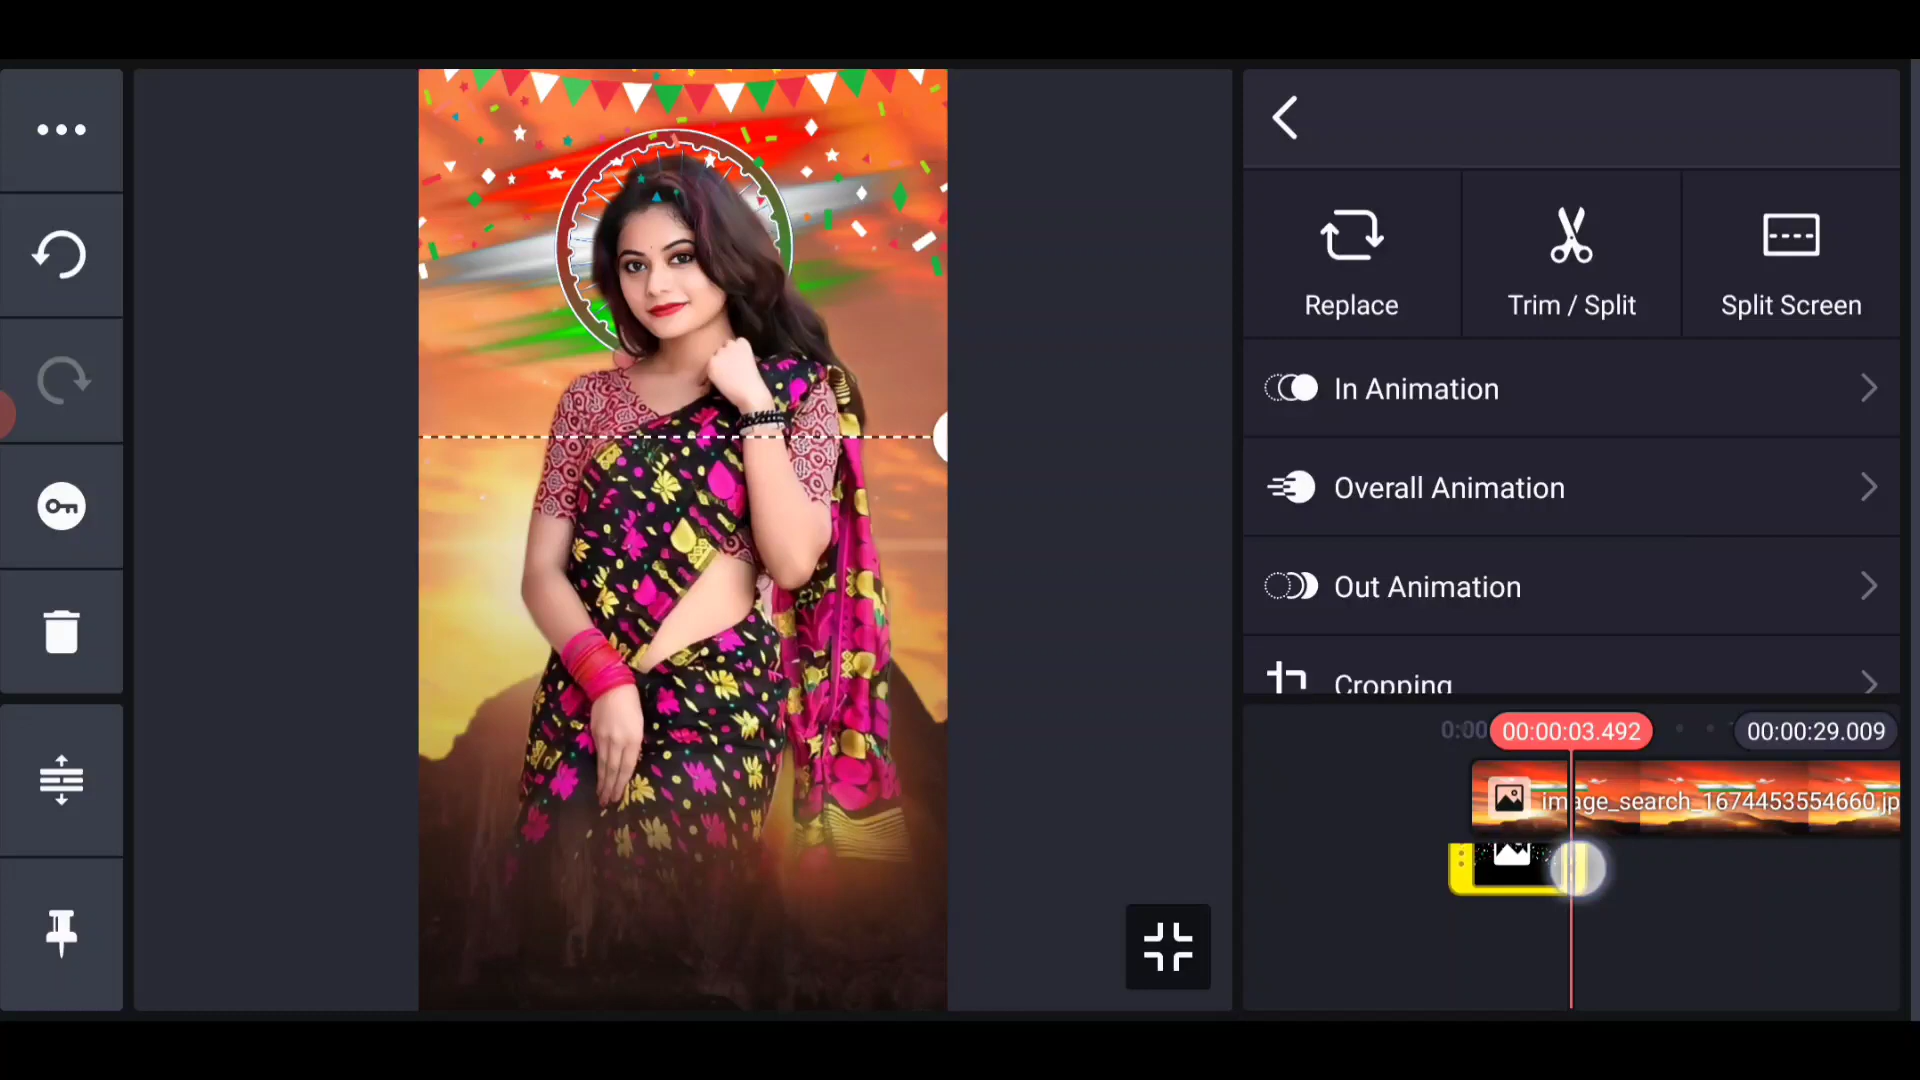 Replace
Trim / Split
Split Screen
In Animation
Overall Animation
Out Animation
Cropping
0:00
00:00:03.492
00:00:29.009
image_search_1674453554660.jp